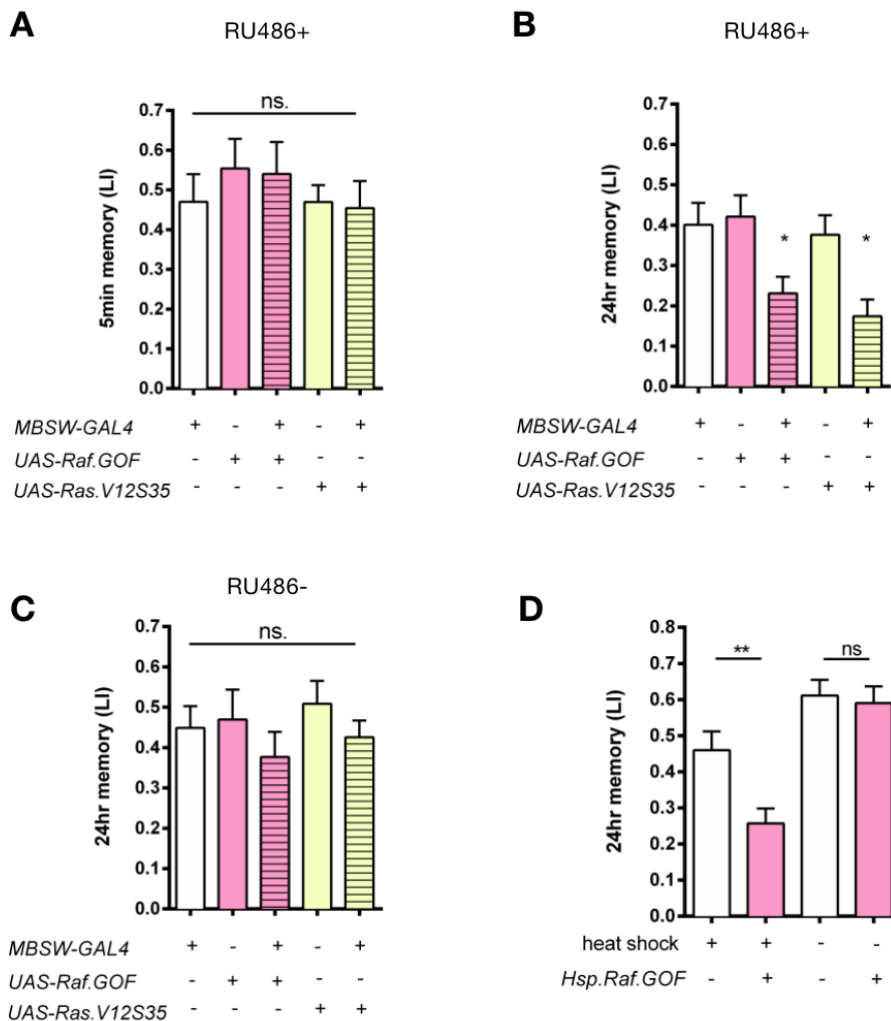 A
RU486+
ns.
5min memory (LI)
0.7
0.6
0.5
0.4
0.3
0.2
0.1
0.0
MBSW-GAL4 + - + - +
UAS-Raf.GOF - + + - -
UAS-Ras.V12S35 - - - + +
B
RU486+
24hr memory (LI)
0.7
0.6
0.5
0.4
0.3
0.2
0.1
0.0
* *
MBSW-GAL4 + - + - +
UAS-Raf.GOF - + + - -
UAS-Ras.V12S35 - - - + +
C
RU486-
ns.
24hr memory (LI)
0.7
0.6
0.5
0.4
0.3
0.2
0.1
0.0
MBSW-GAL4 + - + - +
UAS-Raf.GOF - + + - -
UAS-Ras.V12S35 - - - + +
D
** ns
24hr memory (LI)
0.8
0.7
0.6
0.5
0.4
0.3
0.2
0.1
0.0
heat shock + + - -
Hsp.Raf.GOF - + - +